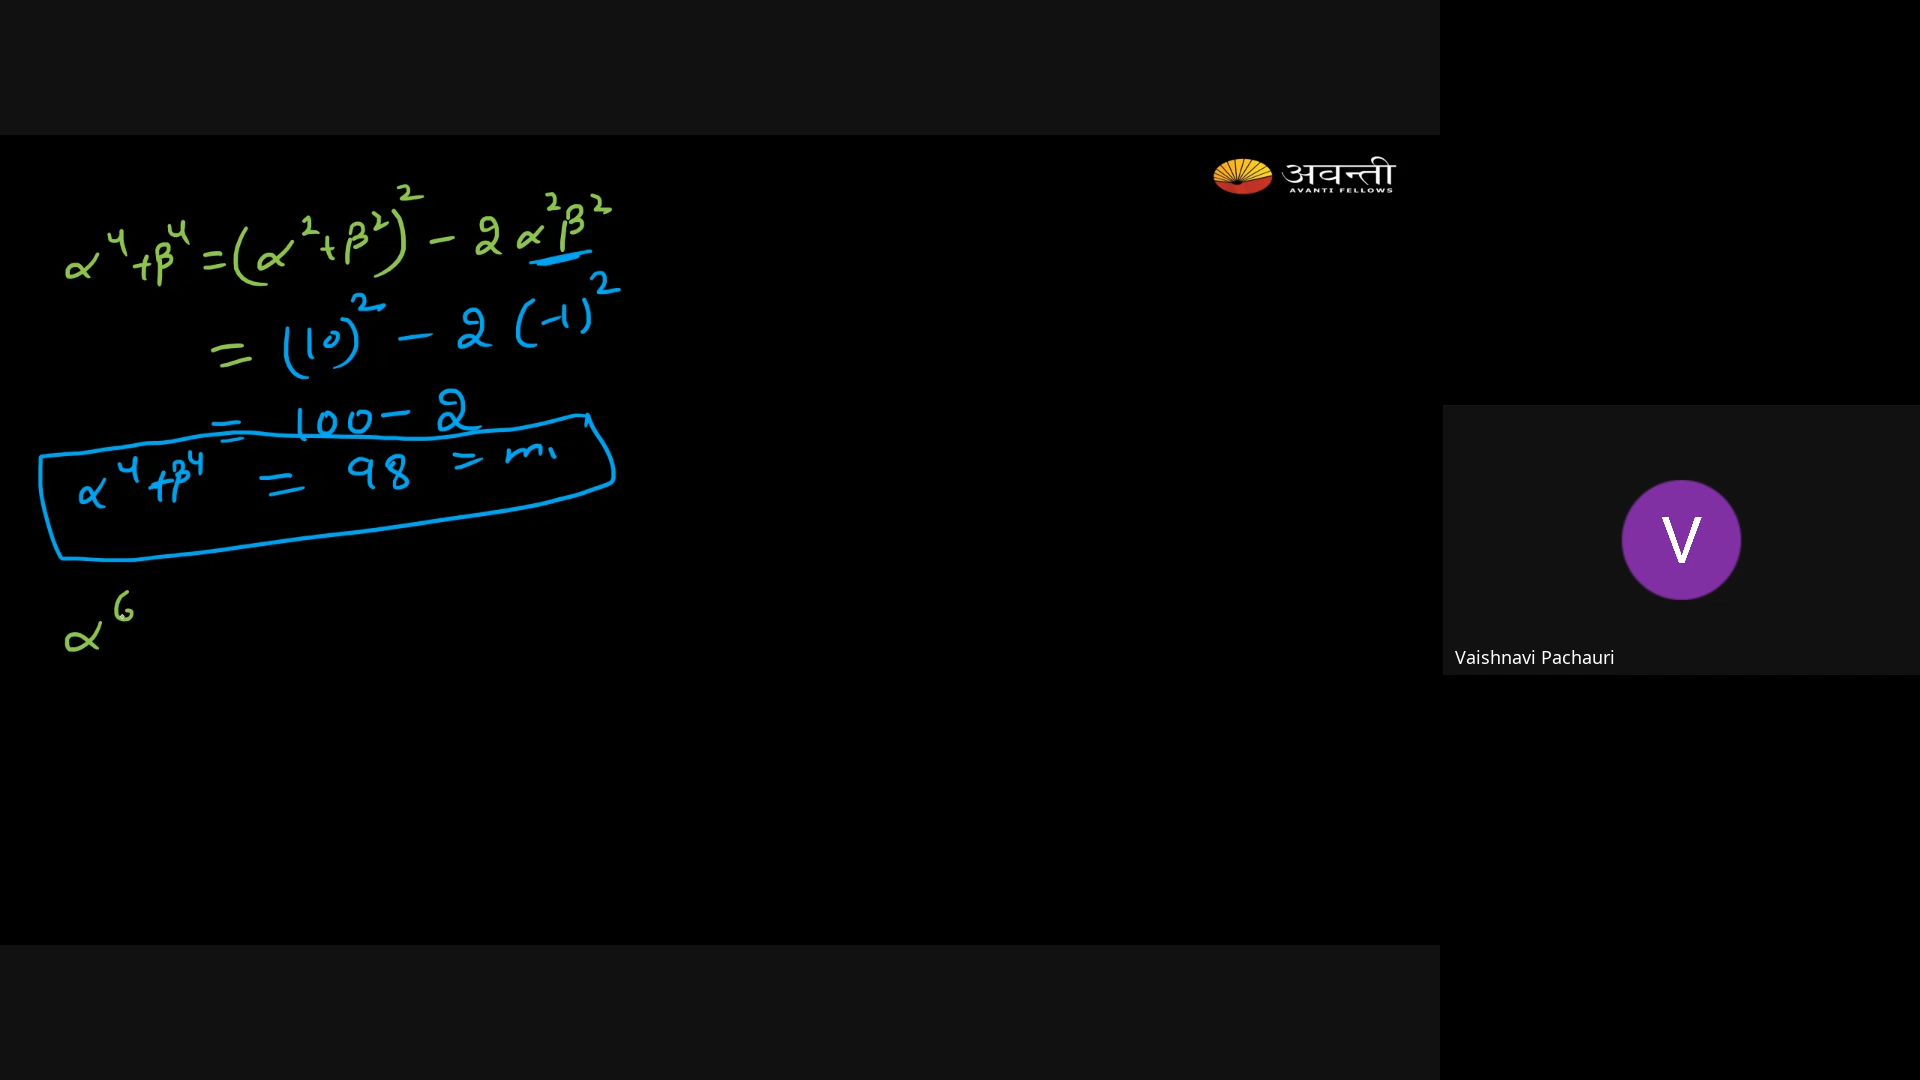 अवन्ती
AVANTI FELLOWS
α⁴+β⁴=(α²+β²)² - 2α²β²
= (10)² - 2(-1)²
= 100 - 2
α⁴+β⁴ = 98 = m₁
α⁶
V
Vaishnavi Pachauri